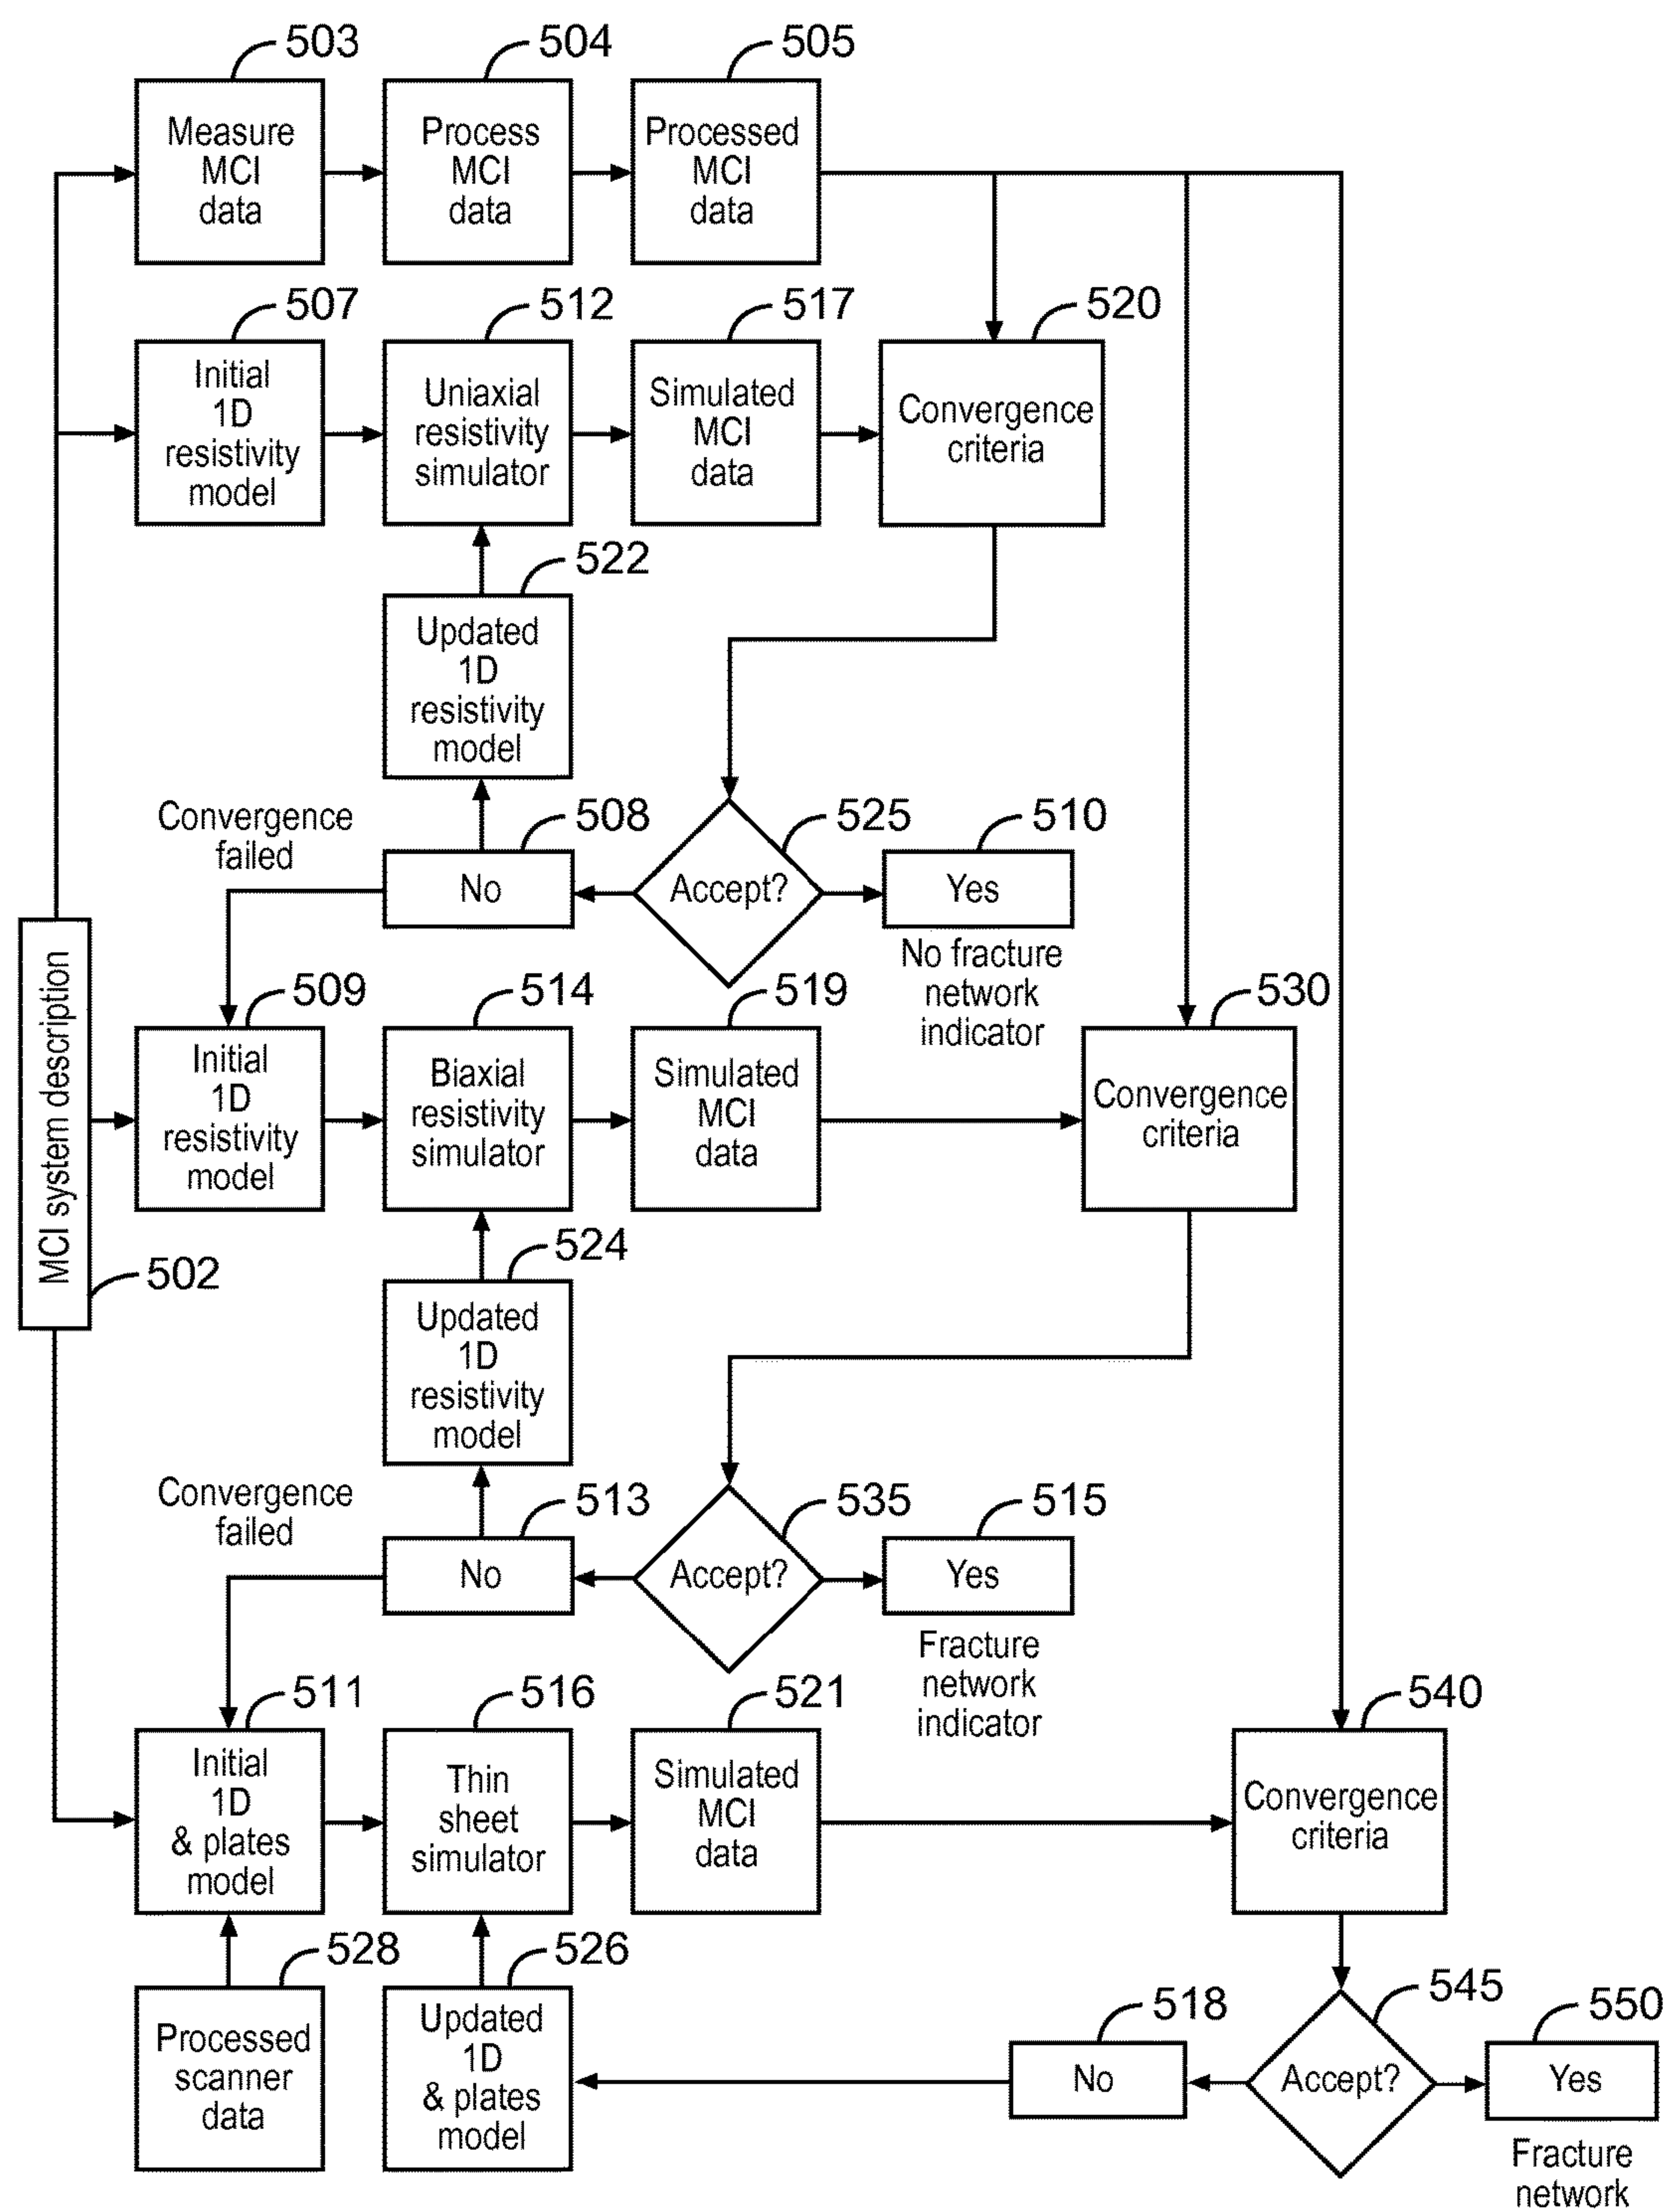 503
504
505
Measure
MCI
data
Process
MCI
data
Processed
MCI
data
507
512
517
520
Initial
1D
resistivity
model
Uniaxial
resistivity
simulator
Simulated
MCI
data
Convergence
criteria
522
Updated
1D
resistivity
model
Convergence
failed
508
525
510
No
Accept?
Yes
No fracture
network
indicator
MCI system description
502
509
514
519
530
Initial
1D
resistivity
model
Biaxial
resistivity
simulator
Simulated
MCI
data
Convergence
criteria
524
Updated
1D
resistivity
model
Convergence
failed
513
535
515
No
Accept?
Yes
Fracture
network
indicator
511
516
521
540
Initial
1D
& plates
model
Thin
sheet
simulator
Simulated
MCI
data
Convergence
criteria
528
526
Processed
scanner
data
Updated
1D
& plates
model
518
545
550
No
Accept?
Yes
Fracture
network